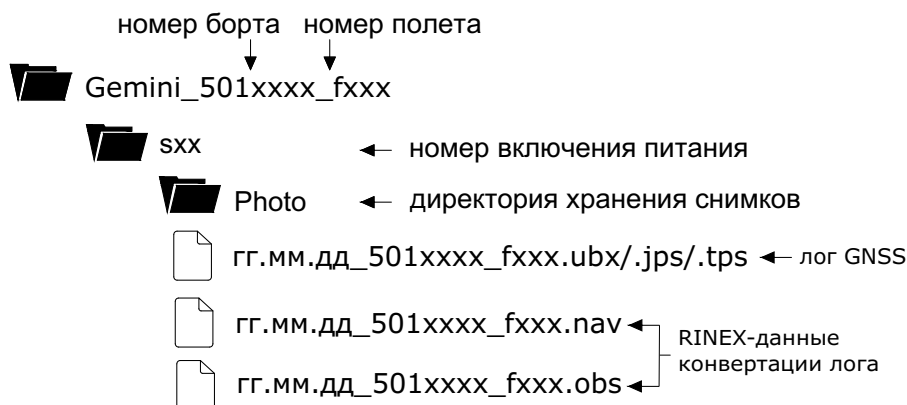 номер борта номер полета
Gemini_501xxxx_fxxx
sxx номер включения питания
Photo директория хранения снимков
гг.мм.дд_501xxxx_fxxx.ubx/.jps/.tps лог GNSS
гг.мм.дд_501xxxx_fxxx.nav
RINEX-данные
конвертации лога
гг.мм.дд_501xxxx_fxxx.obs